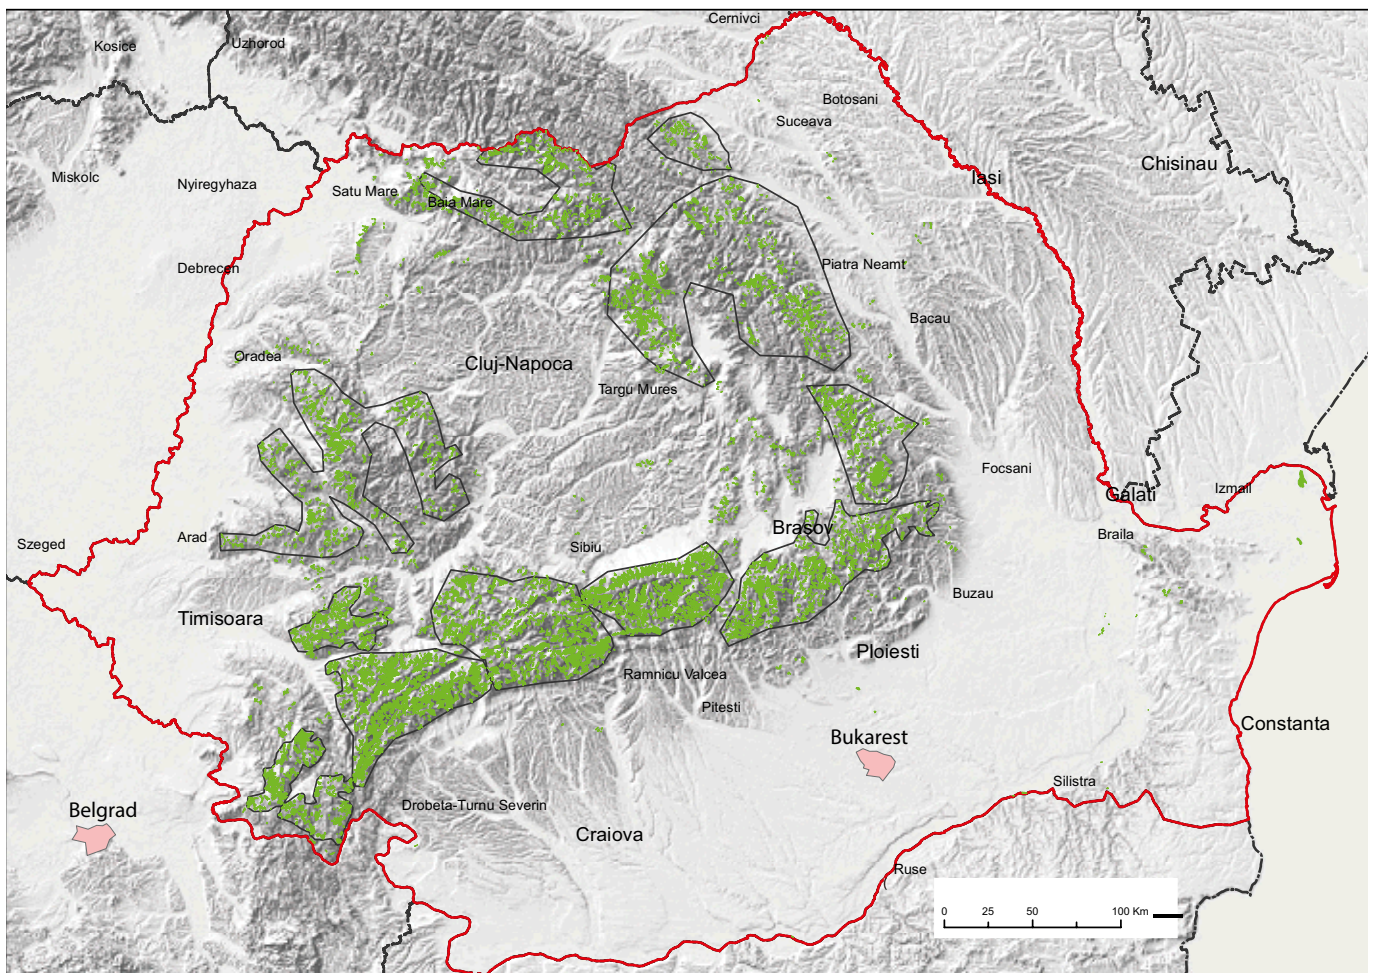 Cernivci
Kosice
Uzhorod
Botosani
Suceava
Chisinau
Miskolc
Nyiregyhaza
Satu Mare
Iasi
Baia Mare
Debrecen
Piatra Neamt
Bacau
Oradea
Cluj-Napoca
Targu Mures
Focsani
Galati
Izmail
Arad
Szeged
Brasov
Braila
Sibiu
Buzau
Timisoara
Ploiesti
Ramnicu Valcea
Pitesti
Constanta
Bukarest
Silistra
Belgrad
Drobeta-Turnu Severin
Craiova
Ruse
0 25 50 100 Km